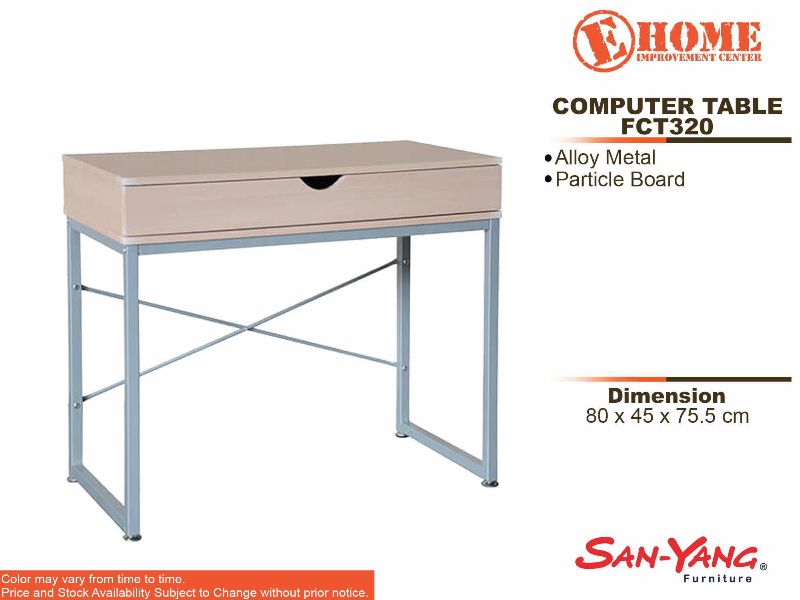 E HOME
IMPROVEMENT CENTER
COMPUTER TABLE
FCT320
•Alloy Metal
•Particle Board
Dimension
80 x 45 x 75.5 cm
SAN-YANG®
Furniture
Color may vary from time to time.
Price and Stock Availability Subject to Change without prior notice.